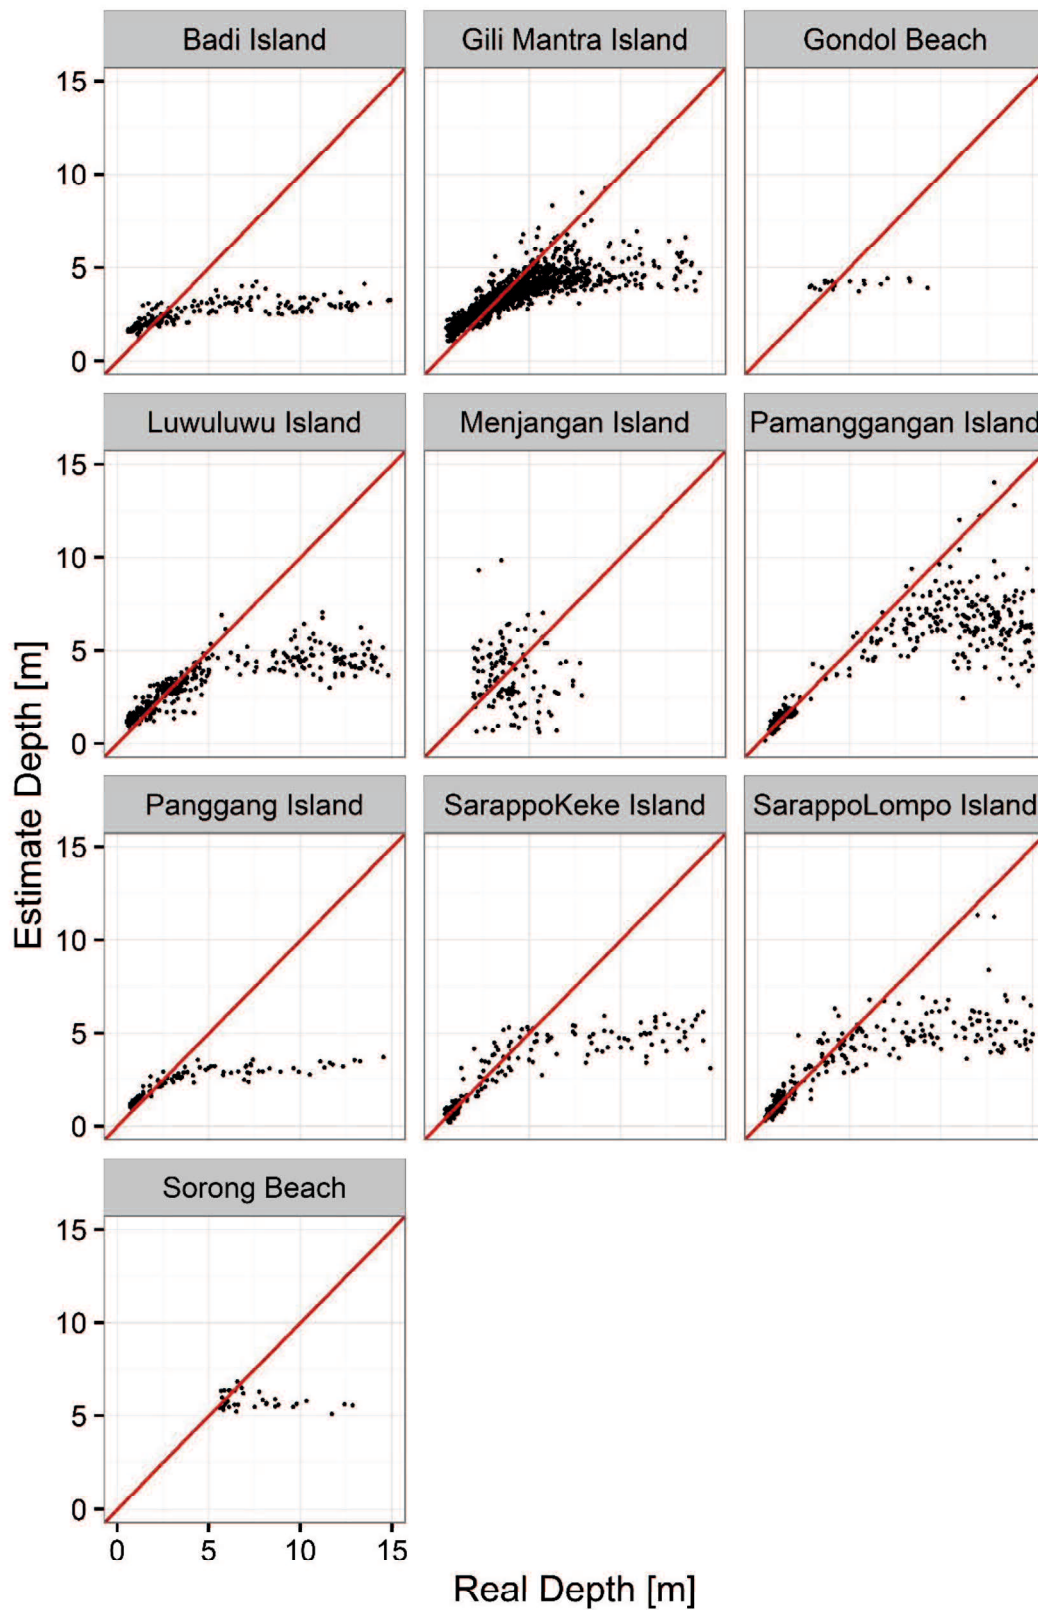 Badi Island
Gili Mantra Island
Gondol Beach
15
10
5
0
Luwuluwu Island
Menjangan Island
Pamanggangan Island
15
10
5
0
Panggang Island
SarappoKeke Island
SarappoLompo Island
15
10
5
0
Sorong Beach
15
10
5
0
0 5 10 15
Estimate Depth [m]
Real Depth [m]